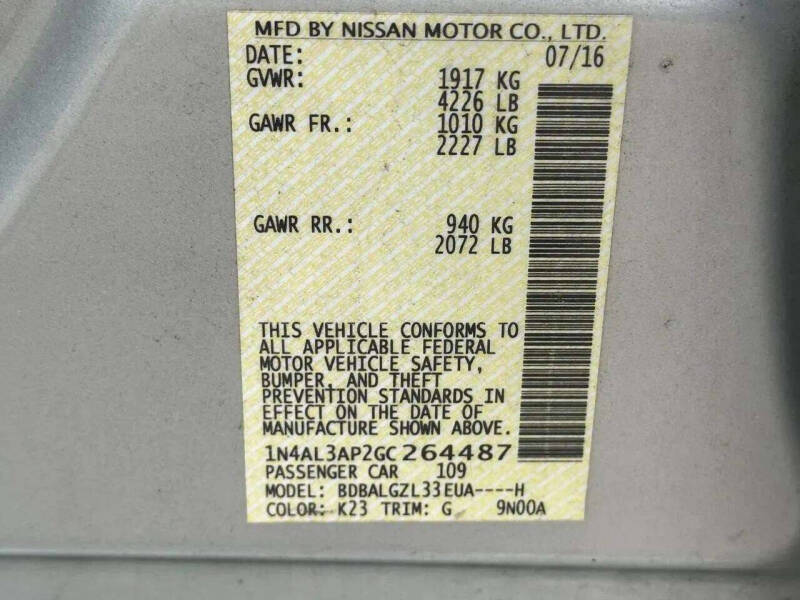 MFD BY NISSAN MOTOR CO., LTD.
DATE: 07/16
GVWR: 1917 KG
4226 LB
GAWR FR.: 1010 KG
2227 LB
GAWR RR.: 940 KG
2072 LB
THIS VEHICLE CONFORMS TO
ALL APPLICABLE FEDERAL
MOTOR VEHICLE SAFETY,
BUMPER, AND THEFT
PREVENTION STANDARDS IN
EFFECT ON THE DATE OF
MANUFACTURE SHOWN ABOVE.
1N4AL3AP2GC264487
PASSENGER CAR 109
MODEL: BDBALGZL33EUA----H
COLOR: K23 TRIM: G 9N00A